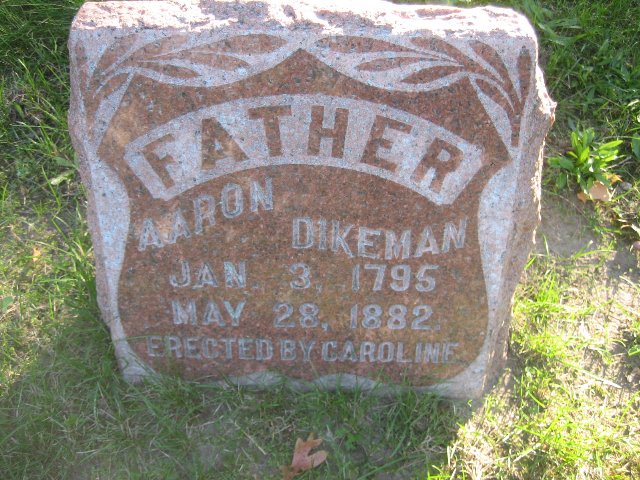 FATHER
AARON DIKEMAN
JAN. 3, 1795
MAY 28, 1882.
ERECTED BY CAROLINE